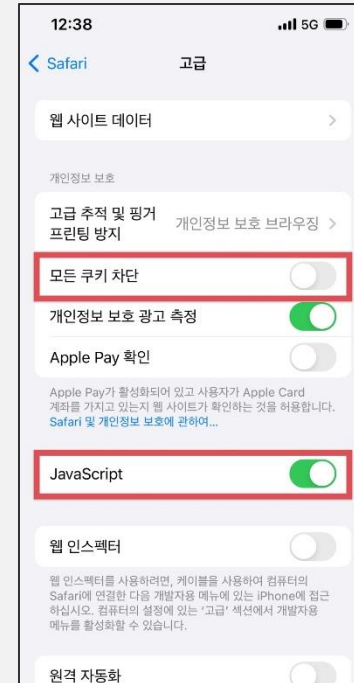 12:38
5G
Safari
고급
웹 사이트 데이터
개인정보 보호
고급 추적 및 핑거
프린팅 방지
개인정보 보호 브라우징
모든 쿠키 차단
개인정보 보호 광고 측정
Apple Pay 확인
Apple Pay가 활성화되어 있고 사용자가 Apple Card
계좌를 가지고 있는지 웹 사이트가 확인하는 것을 허용합니다.
Safari 및 개인정보 보호에 관하여...
JavaScript
웹 인스펙터
웹 인스펙터를 사용하려면, 케이블을 사용하여 컴퓨터의
Safari에 연결한 다음 개발자용 메뉴에 있는 iPhone에 접근
하십시오. 컴퓨터의 설정에 있는 '고급' 섹션에서 개발자용
메뉴를 활성화할 수 있습니다.
원격 자동화